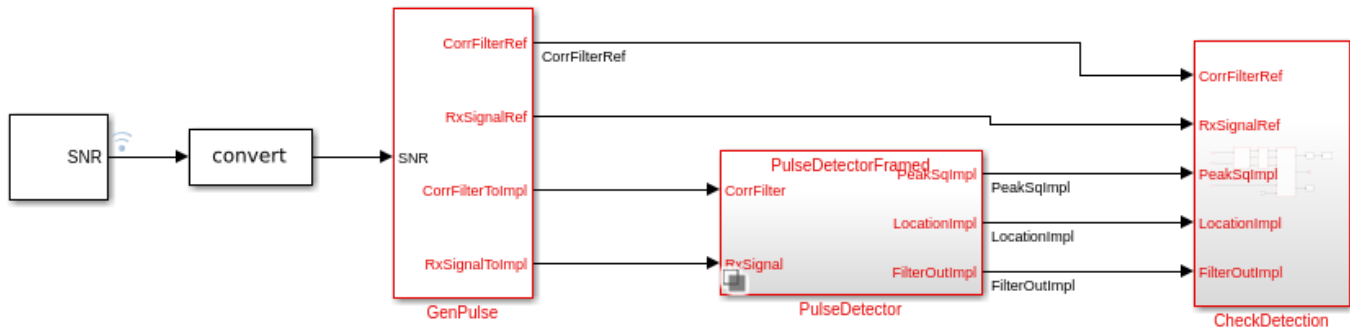 SNR
convert
SNR
CorrFilterRef
RxSignalRef
CorrFilterToImpl
RxSignalToImpl
GenPulse
CorrFilterRef
PulseDetectorFramed
CorrFilter
RxSignal
PeakSqImpl
LocationImpl
FilterOutImpl
PulseDetector
PeakSqImpl
LocationImpl
FilterOutImpl
CorrFilterRef
RxSignalRef
PeakSqImpl
LocationImpl
FilterOutImpl
CheckDetection